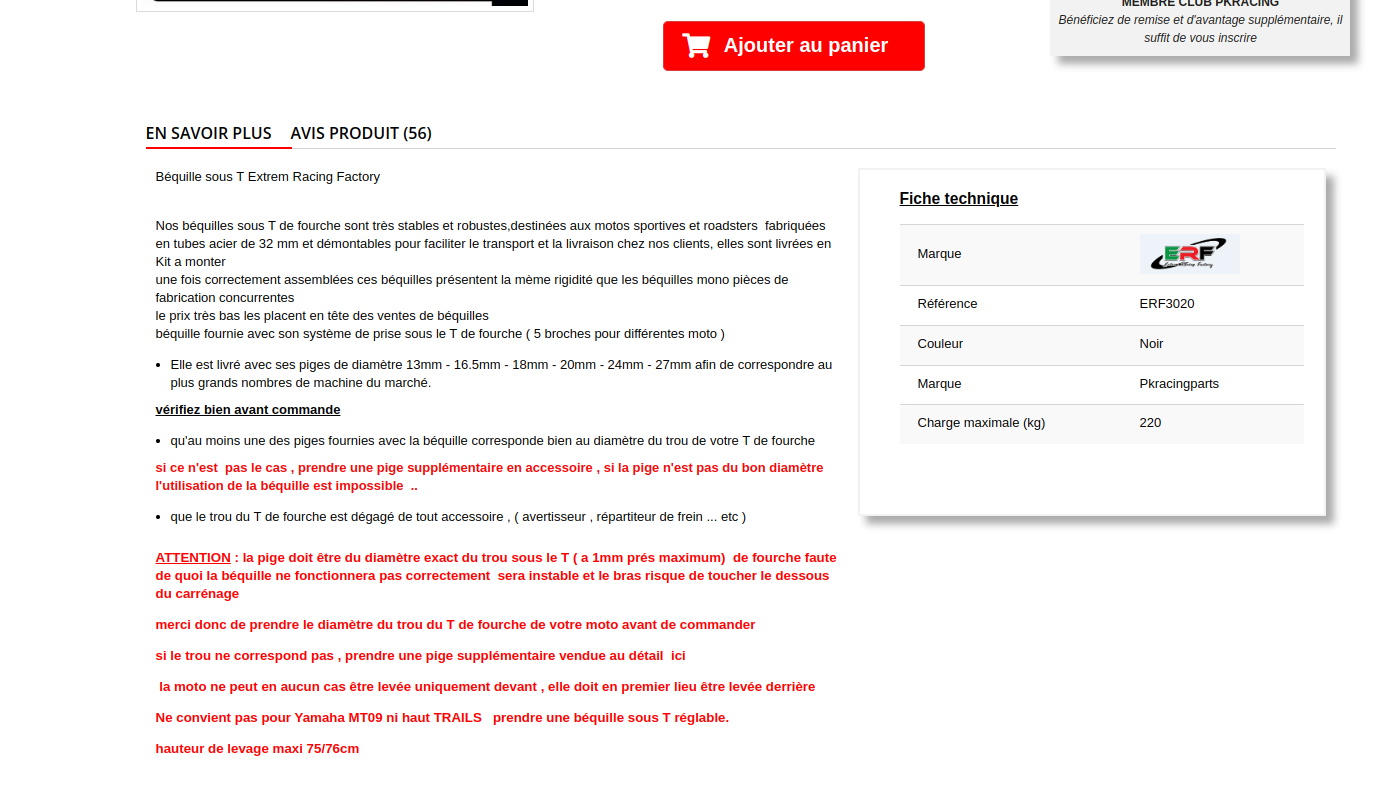 MEMBRE CLUB PKRACING
Bénéficiez de remise et d'avantage supplémentaire, il
suffit de vous inscrire
Ajouter au panier
EN SAVOIR PLUS
AVIS PRODUIT (56)
Béquille sous T Extrem Racing Factory
Nos béquilles sous T de fourche sont très stables et robustes,destinées aux motos sportives et roadsters  fabriquées
en tubes acier de 32 mm et démontables pour faciliter le transport et la livraison chez nos clients, elles sont livrées en
Kit a monter
une fois correctement assemblées ces béquilles présentent la mème rigidité que les béquilles mono pièces de
fabrication concurrentes
le prix très bas les placent en tête des ventes de béquilles
béquille fournie avec son système de prise sous le T de fourche ( 5 broches pour différentes moto )
• Elle est livré avec ses piges de diamètre 13mm - 16.5mm - 18mm - 20mm - 24mm - 27mm afin de correspondre au
plus grands nombres de machine du marché.
vérifiez bien avant commande
• qu'au moins une des piges fournies avec la béquille corresponde bien au diamètre du trou de votre T de fourche
si ce n'est  pas le cas , prendre une pige supplémentaire en accessoire , si la pige n'est pas du bon diamètre
l'utilisation de la béquille est impossible  ..
• que le trou du T de fourche est dégagé de tout accessoire , ( avertisseur , répartiteur de frein ... etc )
ATTENTION : la pige doit être du diamètre exact du trou sous le T ( a 1mm prés maximum)  de fourche faute
de quoi la béquille ne fonctionnera pas correctement  sera instable et le bras risque de toucher le dessous
du carrénage
merci donc de prendre le diamètre du trou du T de fourche de votre moto avant de commander
si le trou ne correspond pas , prendre une pige supplémentaire vendue au détail  ici
la moto ne peut en aucun cas être levée uniquement devant , elle doit en premier lieu être levée derrière
Ne convient pas pour Yamaha MT09 ni haut TRAILS   prendre une béquille sous T réglable.
hauteur de levage maxi 75/76cm
Fiche technique
Marque ERF
Référence ERF3020
Couleur Noir
Marque Pkracingparts
Charge maximale (kg) 220